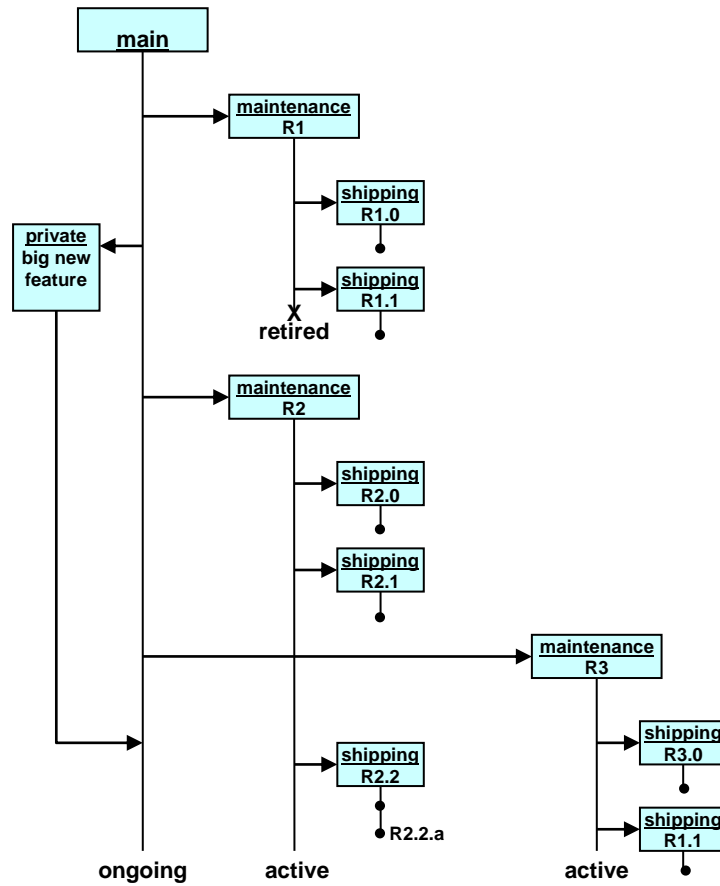 main
maintenance
R1
shipping
R1.0
private
big new
feature
shipping
R1.1
X
retired
maintenance
R2
shipping
R2.0
shipping
R2.1
maintenance
R3
shipping
R3.0
shipping
R2.2
R2.2.a
shipping
R1.1
ongoing
active
active